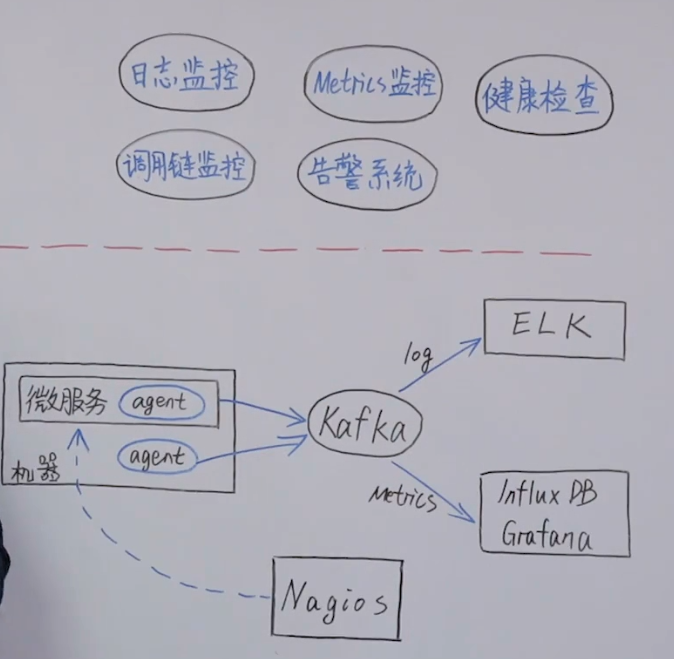 日志监控
Metrics监控
健康检查
调用链监控
告警系统
ELK
log
微服务 agent
Kafka
agent
机器
Metrics
Influx DB
Grafana
Nagios